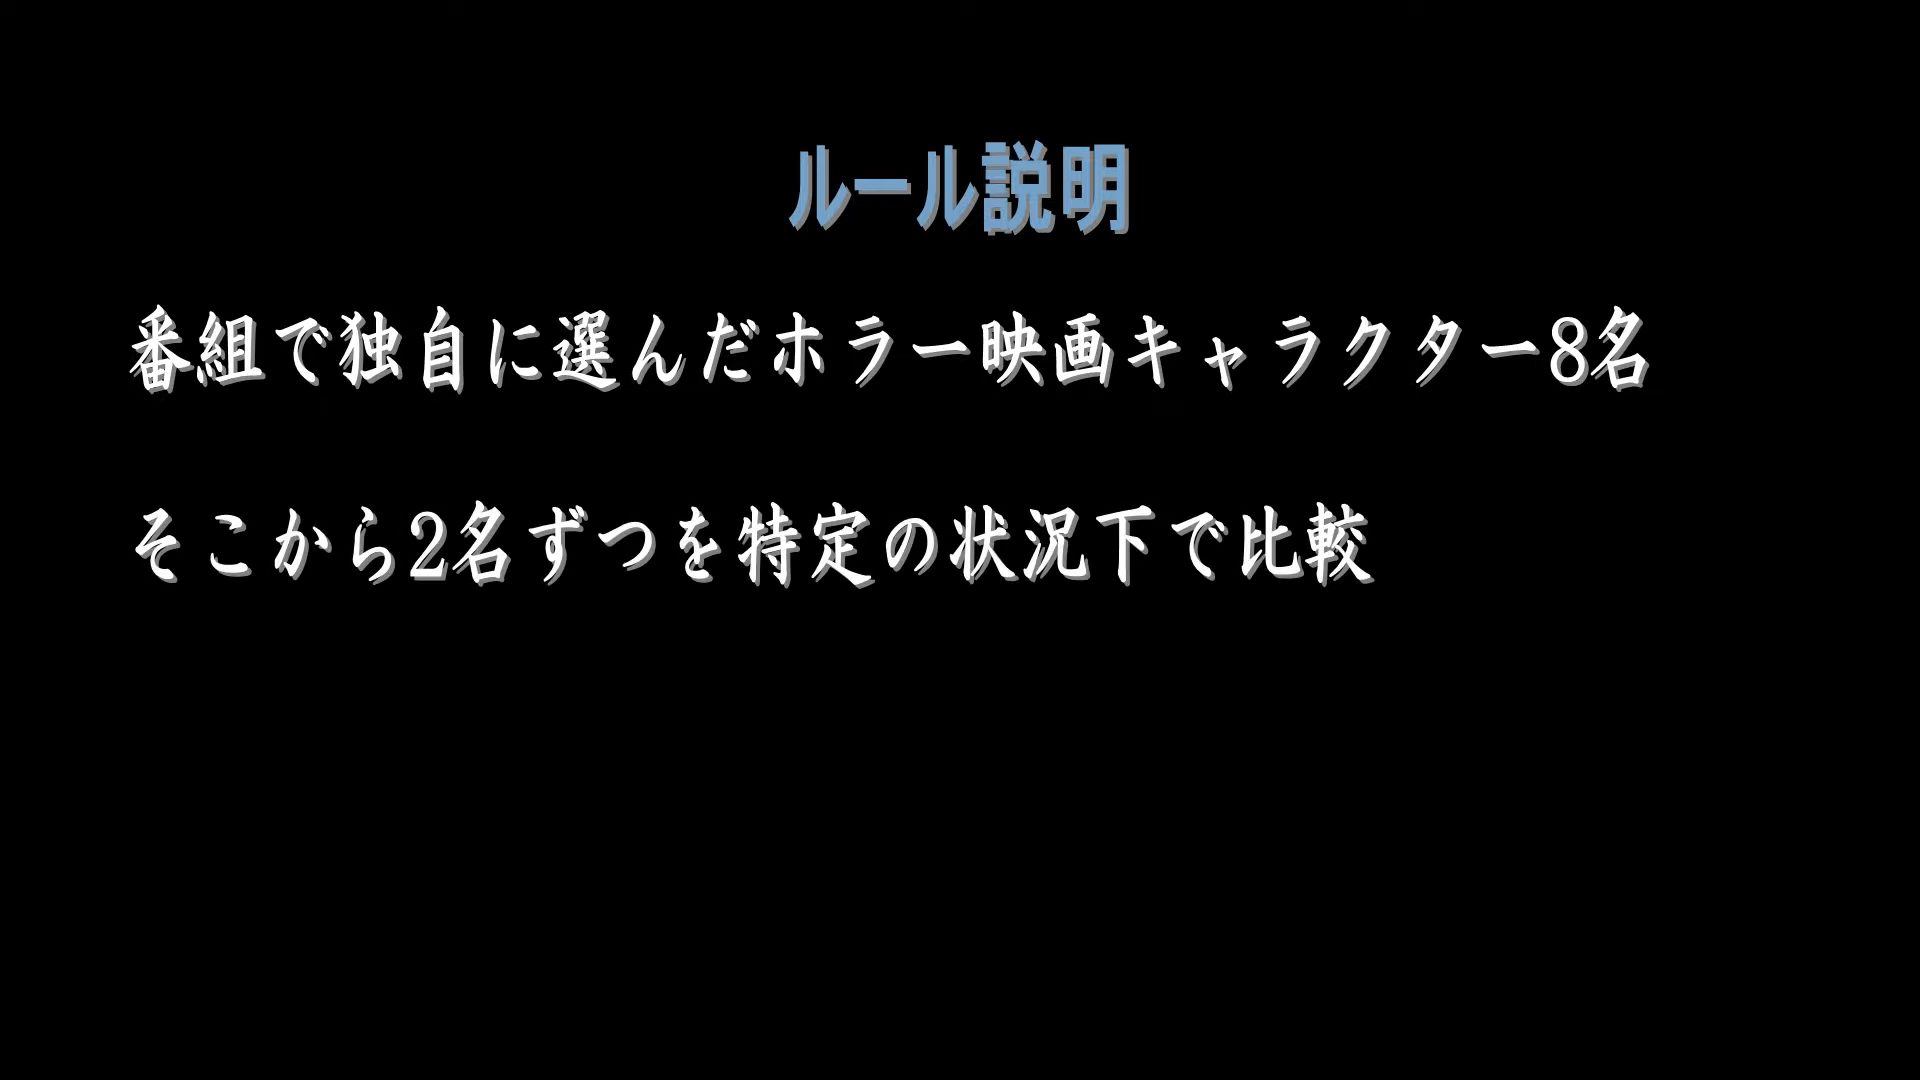 ルール説明
番組で独自に選んだホラー映画キャラクター8名
そこから2名ずつを特定の状況下で比較